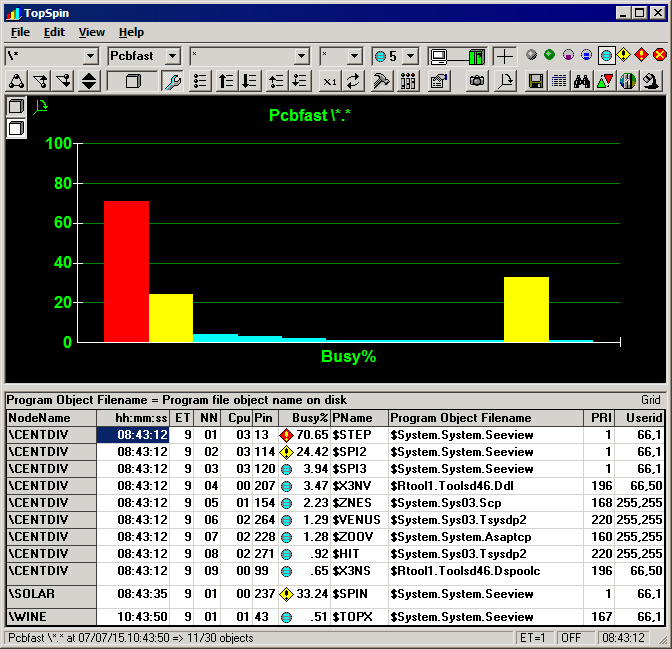 TopSpin
File Edit View Help
\* Pcbfast * * 5
x1
Pcbfast \*.*
100
80
60
40
20
0
Busy%
Program Object Filename = Program file object name on disk Grid
NodeName hh:mm:ss ET NN Cpu Pin Busy% PName Program Object Filename PRI Userid
\CENTDIV 08:43:12 9 01 03 13 70.65 $STEP $System.System.Seeview 1 66,1
\CENTDIV 08:43:12 9 02 03 114 24.42 $SPI2 $System.System.Seeview 1 66,1
\CENTDIV 08:43:12 9 03 03 120 3.94 $SPI3 $System.System.Seeview 1 66,1
\CENTDIV 08:43:12 9 04 00 207 3.47 $X3NV $Rtool1.Toolsd46.Ddl 196 66,50
\CENTDIV 08:43:12 9 05 01 154 2.23 $ZNES $System.Sys03.Scp 168 255,255
\CENTDIV 08:43:12 9 06 02 264 1.29 $VENUS $System.Sys03.Tsysdp2 220 255,255
\CENTDIV 08:43:12 9 07 02 228 1.28 $ZOOV $System.System.Asaptcp 160 255,255
\CENTDIV 08:43:12 9 08 02 271 .92 $HIT $System.Sys03.Tsysdp2 220 255,255
\CENTDIV 08:43:12 9 09 00 99 .65 $X3NS $Rtool1.Toolsd46.Dspoolc 196 66,50
\SOLAR 08:43:35 9 01 00 237 33.24 $SPIN $System.System.Seeview 1 66,1
\WINE 10:43:50 9 01 01 43 .51 $TOPX $System.System.Seeview 167 66,1
Pcbfast \*.* at 07/07/15.10:43:50 => 11/30 objects ET=1 OFF 08:43:12